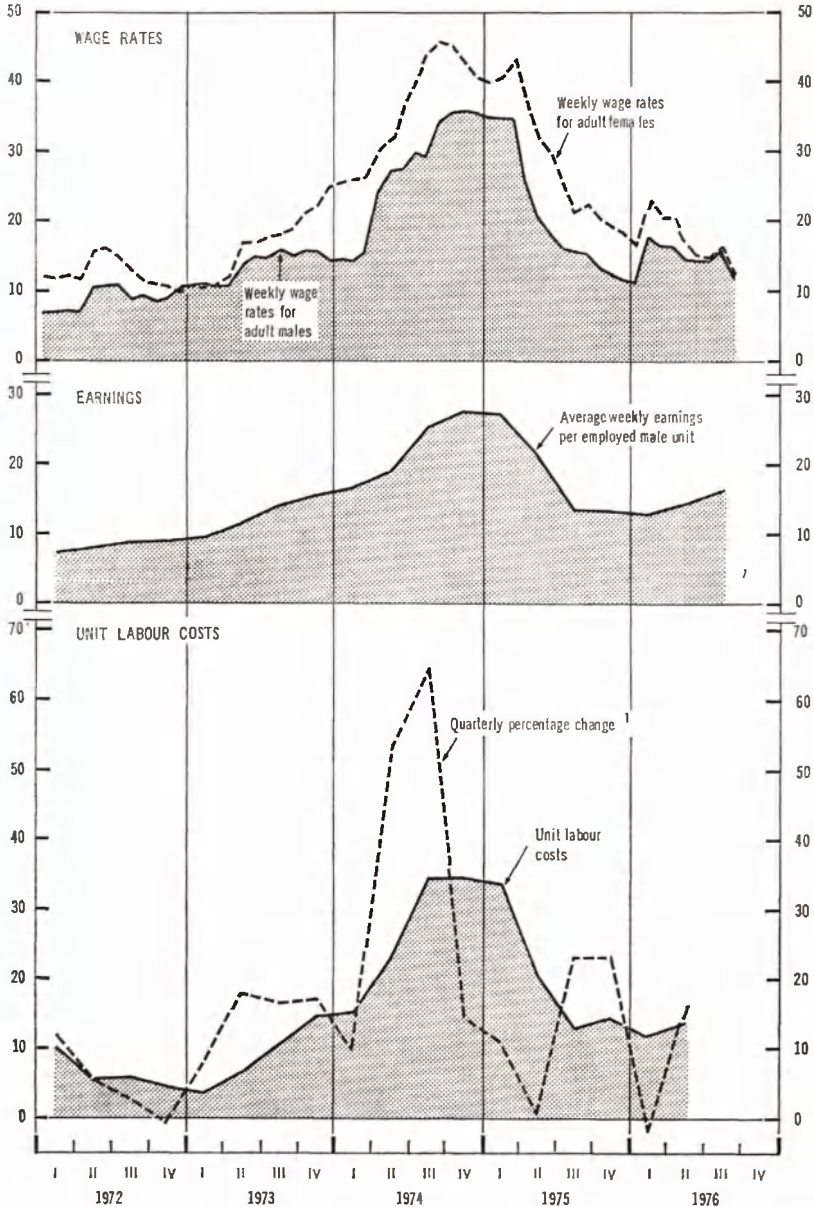 50 50
WAGE RATES
40 40
Weekly wage rates
for adult females
30 30
20 20
10 10
Weekly wage
rates for
adult males
0 0
30 30
EARNINGS
Average weekly earnings
per employed male unit
20 20
10 10
0 0
70 70
UNIT LABOUR COSTS
60 60
Quarterly percentage change 1
50 50
40 40
Unit labour
costs
30 30
20 20
10 10
0 0
I II III IV I II III IV I II III IV I II III IV I II III IV
1972 1973 1974 1975 1976